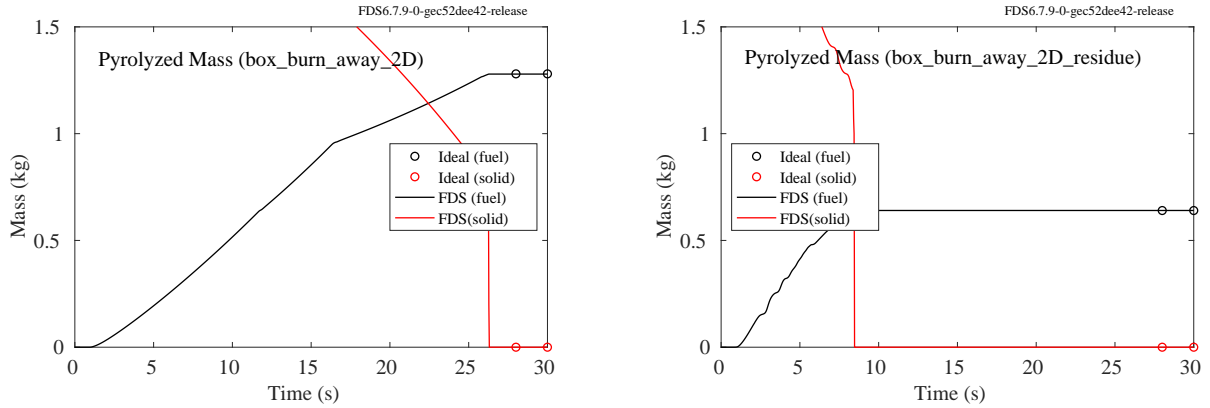 FDS6.7.9-0-gec52dee42-release
Pyrolyzed Mass (box_burn_away_2D)
1.5
1
0.5
0
Mass (kg)
Ideal (fuel)
Ideal (solid)
FDS (fuel)
FDS(solid)
0 5 10 15 20 25 30
Time (s)
FDS6.7.9-0-gec52dee42-release
Pyrolyzed Mass (box_burn_away_2D_residue)
1.5
1
0.5
0
Mass (kg)
Ideal (fuel)
Ideal (solid)
FDS (fuel)
FDS(solid)
0 5 10 15 20 25 30
Time (s)